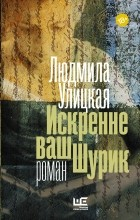 Людмила
Улицкая
Искренне
ваш
Шурик
роман